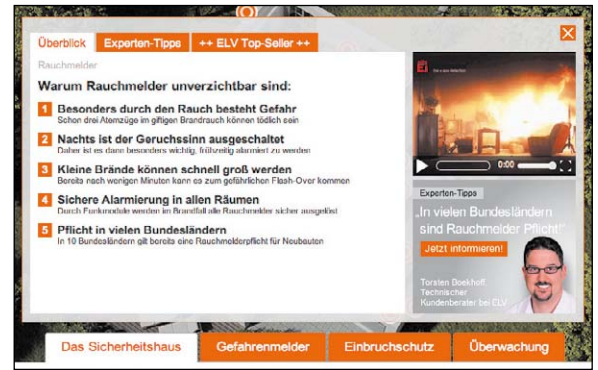 Überblick
Experten-Tipps
++ ELV Top-Seller ++
Rauchmelder
Warum Rauchmelder unverzichtbar sind:
1 Besonders durch den Rauch besteht Gefahr
Schon drei Atemzüge im giftigen Brandrauch können tödlich sein
2 Nachts ist der Geruchssinn ausgeschaltet
Daher ist es dann besonders wichtig, frühzeitig alarmiert zu werden
3 Kleine Brände können schnell groß werden
Bereits nach wenigen Minuten kann es zum gefährlichen Flash-Over kommen
4 Sichere Alarmierung in allen Räumen
Durch Funkmodule werden im Brandfall alle Rauchmelder sicher ausgelöst
5 Pflicht in vielen Bundesländern
In 10 Bundesländern gilt bereits eine Rauchmelderpflicht für Neubauten
0:00
Experten-Tipps
„In vielen Bundesländern
sind Rauchmelder Pflicht!"
Jetzt informieren!
Torsten Boekhoff,
Technischer
Kundenberater bei ELV
Das Sicherheitshaus
Gefahrenmelder
Einbruchschutz
Überwachung